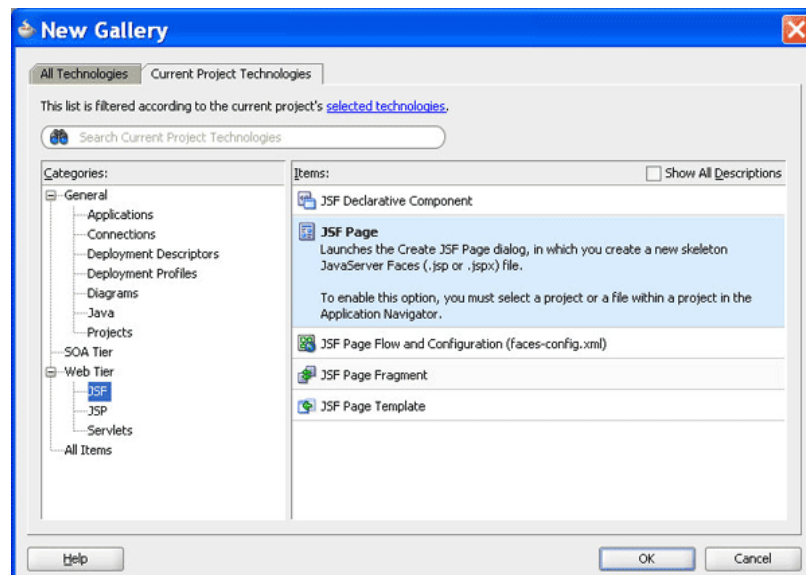 New Gallery
All Technologies
Current Project Technologies
This list is filtered according to the current project's selected technologies.
Search Current Project Technologies
Categories:
General
Applications
Connections
Deployment Descriptors
Deployment Profiles
Diagrams
Java
Projects
SOA Tier
Web Tier
JSF
JSP
Servlets
All Items
Items:
Show All Descriptions
JSF Declarative Component
JSF Page
Launches the Create JSF Page dialog, in which you create a new skeleton
JavaServer Faces (.jsp or .jspx) file.
To enable this option, you must select a project or a file within a project in the
Application Navigator.
JSF Page Flow and Configuration (faces-config.xml)
JSF Page Fragment
JSF Page Template
Help
OK
Cancel